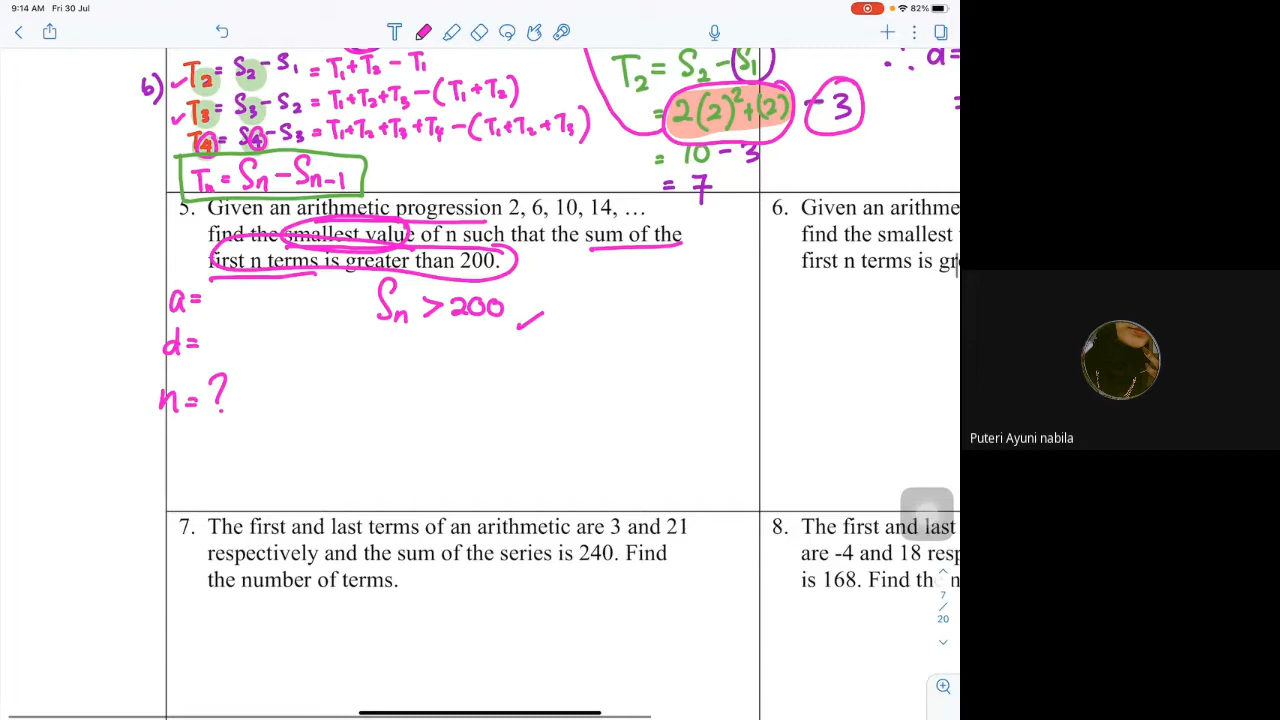 9:14 AM Fri 30 Jul
82%
T
6)
T₂ = S₂ - S₁ = T₁ + T₂ - T₁
T₃ = S₃ - S₂ = T₁ + T₂ + T₃ - (T₁ + T₂)
T₄ = S₄ - S₃ = T₁ + T₂ + T₃ + T₄ - (T₁ + T₂ + T₃)
Tₙ = Sₙ - Sₙ₋₁
T₂ = S₂ - S₁
= 2(2)² + (2) - 3
= 10 - 3
= 7
∴ a =
=
5. Given an arithmetic progression 2, 6, 10, 14, …
find the smallest value of n such that the sum of the
first n terms is greater than 200.
a =
d =
n = ?
Sₙ > 200
6. Given an arithme
find the smallest
first n terms is gr
7. The first and last terms of an arithmetic are 3 and 21
respectively and the sum of the series is 240. Find
the number of terms.
8. The first and last
are -4 and 18 resp
is 168. Find the n
7
/
20
Puteri Ayuni nabila